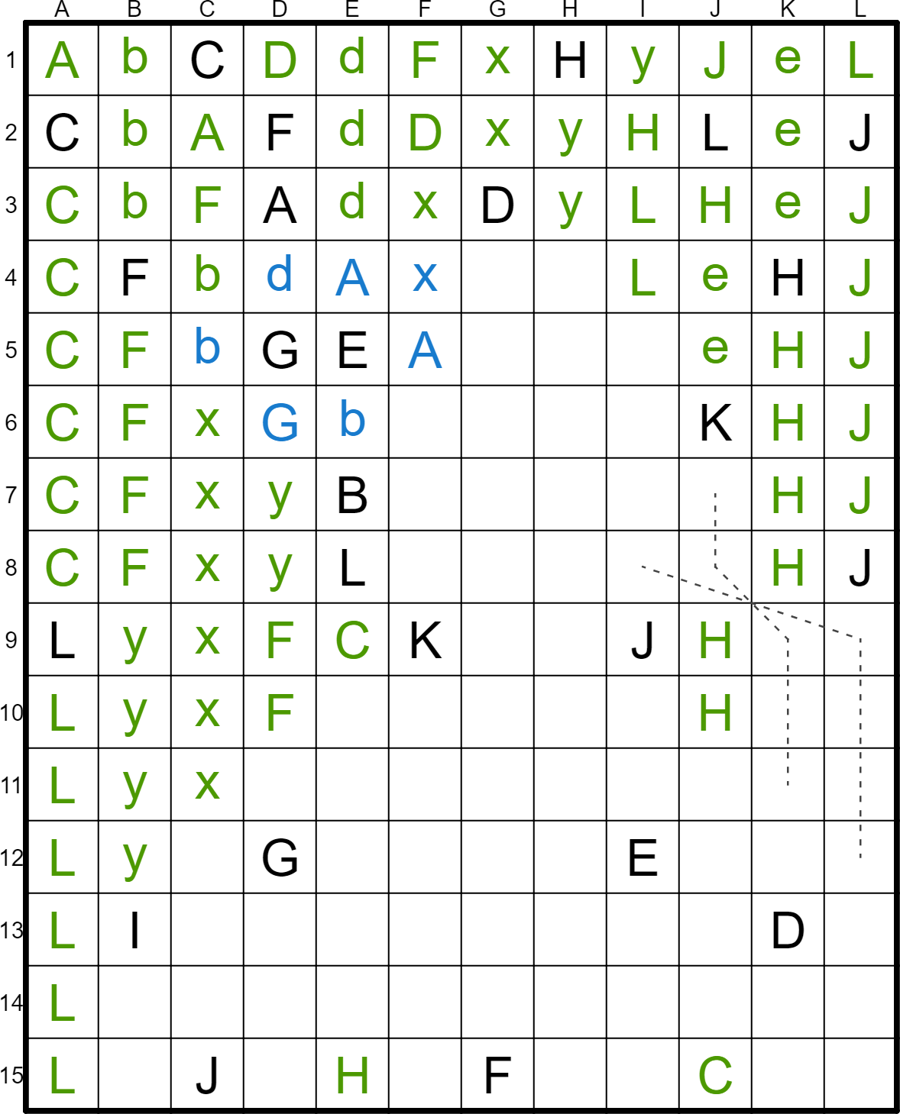 A B C D E F G H I J K L
1 A b C D d F x H y J e L
2 C b A F d D x y H L e J
3 C b F A d x D y L H e J
4 C F b d A x L e H J
5 C F b G E A e H J
6 C F x G b K H J
7 C F x y B H J
8 C F x y L H J
9 L y x F C K J H
10 L y x F H
11 L y x
12 L y G E
13 L I D
14 L
15 L J H F C